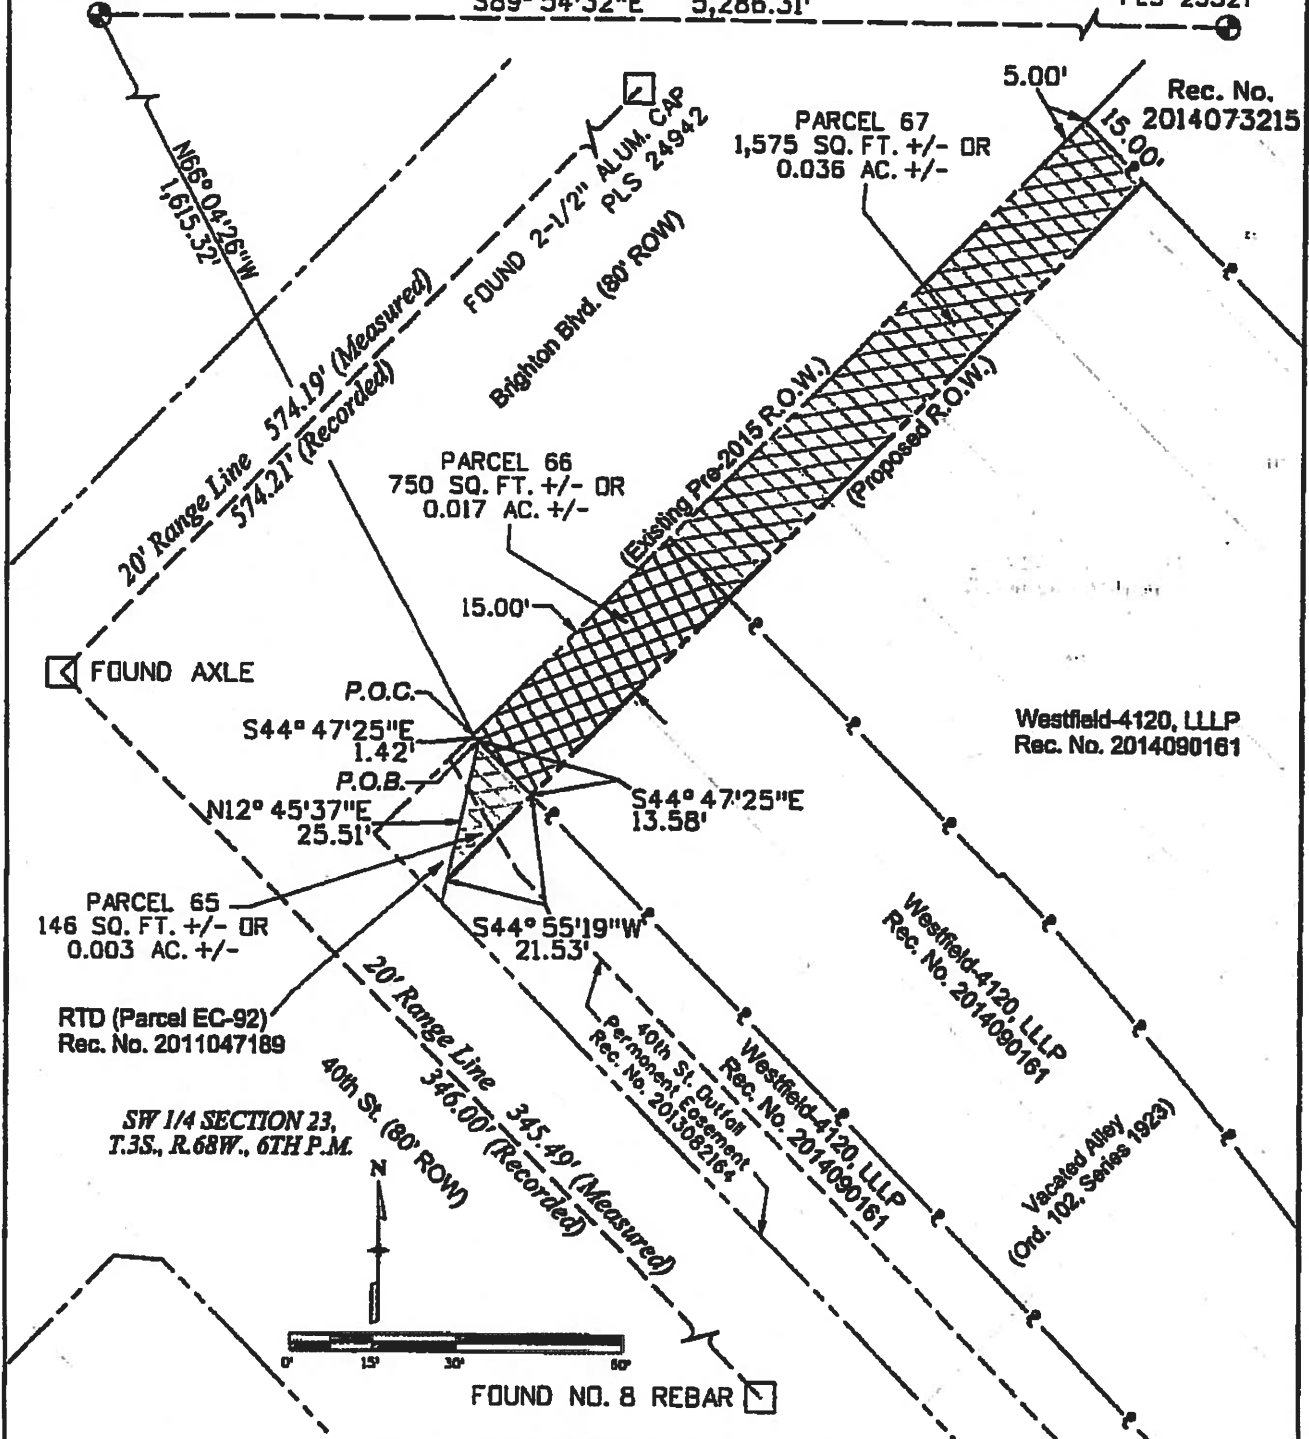 S89°54'32"E 5,286.31'
PLS 23521
5.00'
Rec. No.
2014073215
15.00'
PARCEL 67
1,575 SQ. FT. +/- OR
0.036 AC. +/-
N66°04'26"W
1,615.32'
FOUND 2-1/2" ALUM. CAP
PLS 24942
Brighton Blvd. (80' ROW)
20' Range Line 574.19' (Measured)
574.21' (Recorded)
(Existing Pre-2015 R.O.W.)
(Proposed R.O.W.)
PARCEL 66
750 SQ. FT. +/- OR
0.017 AC. +/-
15.00'
FOUND AXLE
P.O.C.
S44°47'25"E
1.42'
P.O.B.
N12°45'37"E
25.51'
S44°47'25"E
13.58'
Westfield-4120, LLLP
Rec. No. 2014090161
PARCEL 65
146 SQ. FT. +/- OR
0.003 AC. +/-
S44°55'19"W
21.53'
RTD (Parcel EC-92)
Rec. No. 2011047189
Westfield-4120, LLLP
Rec. No. 2014090161
20' Range Line 345.49' (Measured)
346.00' (Recorded)
40th St. (80' ROW)
40th St. Outfall
Permanent Easement
Rec. No. 2013082164
Westfield-4120, LLLP
Rec. No. 2014090161
Vacated Alley
(Ord. 102, Series 1923)
SW 1/4 SECTION 23,
T.3S., R.68W., 6TH P.M.
N
0' 15' 30' 60'
FOUND NO. 8 REBAR